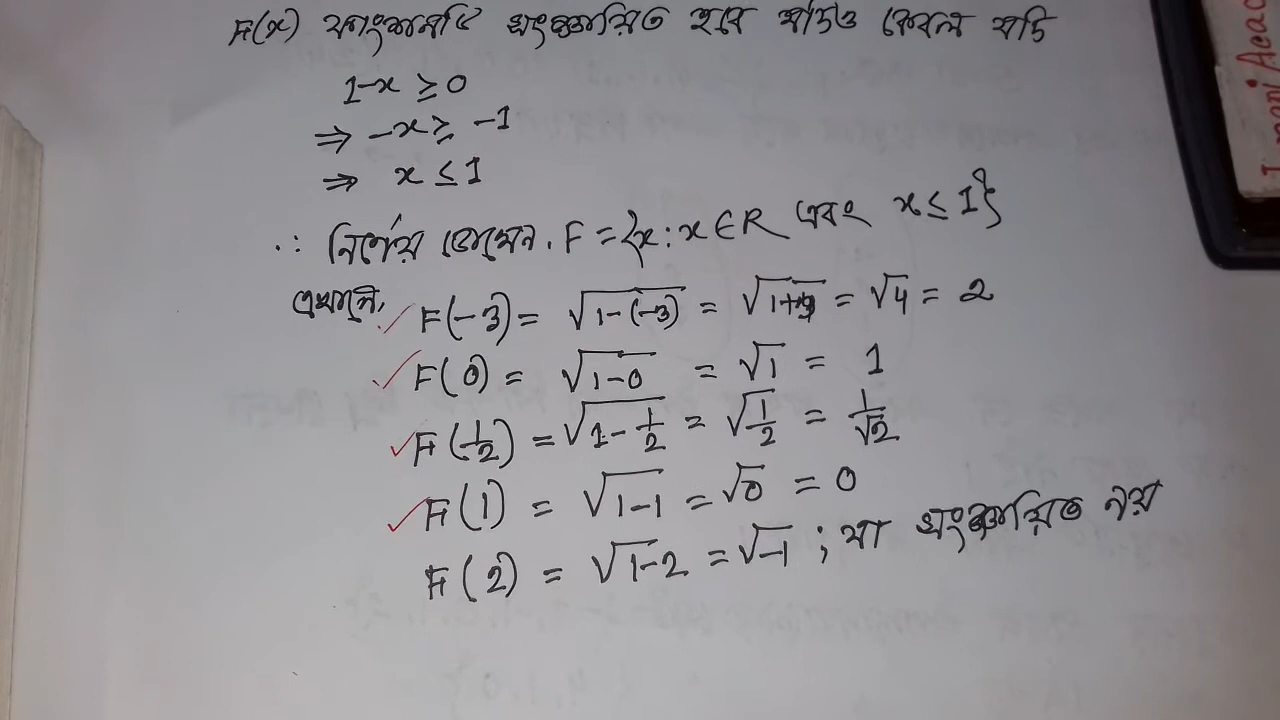 F(x) ফাংশনটি সংজ্ঞায়িত হবে যদিও কেবল যদি
1-x ≥ 0
⇒ -x ≥ -1
⇒ x ≤ 1
∴ নির্ণেয় ডোমেন. F = {x : x ∈ R এবং x ≤ 1}
এখানে, F(-3) = √1-(-3) = √1+3 = √4 = 2
F(0) = √1-0 = √1 = 1
F(1/2) = √1-1/2 = √1/2 = 1/√2
F(1) = √1-1 = √0 = 0
F(2) = √1-2 = √-1 ; যা সংজ্ঞায়িত নয়
Imani Acad